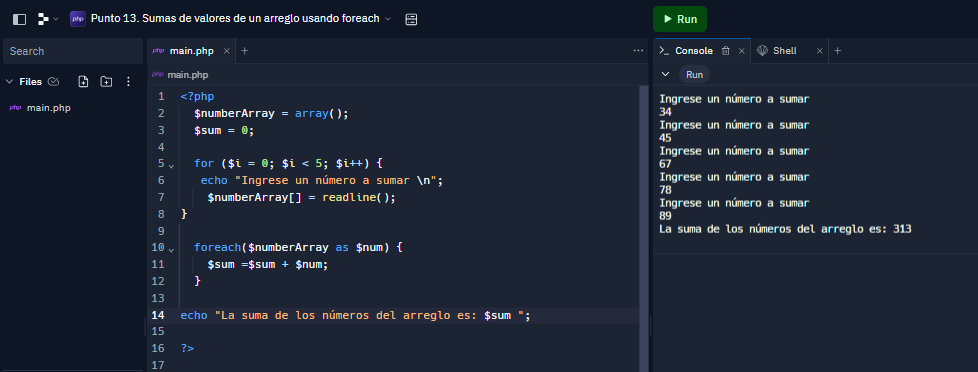 php Punto 13. Sumas de valores de un arreglo usando foreach
Run
Search
Files
php main.php
php main.php
php main.php
1 <?php
2 $numberArray = array();
3 $sum = 0;
4
5 for ($i = 0; $i < 5; $i++) {
6 echo "Ingrese un número a sumar \n";
7 $numberArray[] = readline();
8 }
9
10 foreach($numberArray as $num) {
11 $sum =$sum + $num;
12 }
13
14 echo "La suma de los números del arreglo es: $sum ";
15
16 ?>
17
Console
Shell
Run
Ingrese un número a sumar
34
Ingrese un número a sumar
45
Ingrese un número a sumar
67
Ingrese un número a sumar
78
Ingrese un número a sumar
89
La suma de los números del arreglo es: 313